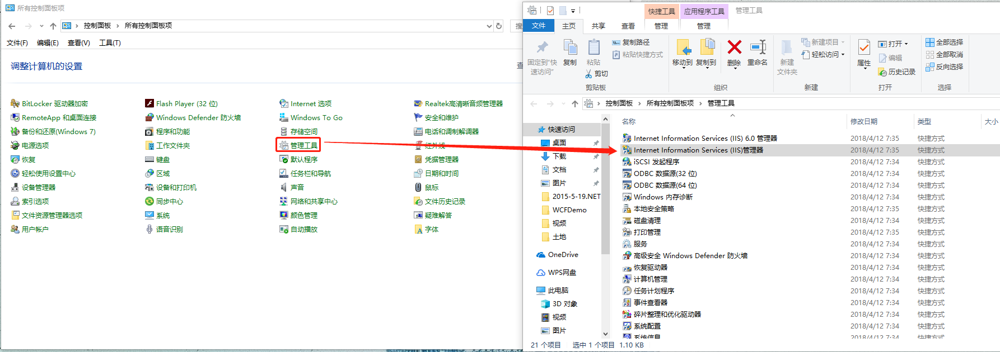 所有控制面板项
控制面板 › 所有控制面板项
搜
文件(F) 编辑(E) 查看(V) 工具(T)
调整计算机的设置
查
BitLocker 驱动器加密
RemoteApp 和桌面连接
备份和还原(Windows 7)
电源选项
恢复
轻松使用设置中心
设备管理器
索引选项
文件资源管理器选项
用户帐户
Flash Player (32 位)
Windows Defender 防火墙
程序和功能
工作文件夹
键盘
区域
设备和打印机
同步中心
系统
语音识别
Internet 选项
Windows To Go
存储空间
管理工具
默认程序
任务栏和导航
声音
网络和共享中心
颜色管理
自动播放
Realtek高清晰音频管理器
安全和维护
电话和调制解调器
红外线
凭据管理器
日期和时间
鼠标
文件历史记录
疑难解答
字体
快捷工具 应用程序工具 管理工具
文件 主页 共享 查看 管理 管理
固定到"快
速访问"
复制
粘贴
复制路径
粘贴快捷方式
剪切
剪贴板
移动到 复制到
删除 重命名
组织
新建
文件夹
新建项目
轻松访问
新建
属性
打开
编辑
历史记录
打开
全部选择
全部取消
反向选择
选择
控制面板 › 所有控制面板项 › 管理工具
快速访问
桌面
下载
文档
图片
2015-5-19.NET
WCFDemo
视频
土地
OneDrive
WPS网盘
此电脑
3D 对象
视频
图片
名称 修改日期 类型 大小
Internet Information Services (IIS) 6.0 管理器 2018/4/12 7:35 快捷方式
Internet Information Services (IIS)管理器 2018/4/12 7:35 快捷方式
iSCSI 发起程序 2018/4/12 7:34 快捷方式
ODBC 数据源(32 位) 2018/4/12 7:34 快捷方式
ODBC 数据源(64 位) 2018/4/12 7:34 快捷方式
Windows 内存诊断 2018/4/12 7:34 快捷方式
本地安全策略 2018/4/12 7:35 快捷方式
磁盘清理 2018/4/12 7:34 快捷方式
打印管理 2018/4/12 7:35 快捷方式
服务 2018/4/12 7:34 快捷方式
高级安全 Windows Defender 防火墙 2018/4/12 7:34 快捷方式
恢复驱动器 2018/4/12 7:34 快捷方式
计算机管理 2018/4/12 7:34 快捷方式
任务计划程序 2018/4/12 7:34 快捷方式
事件查看器 2018/4/12 7:34 快捷方式
碎片整理和优化驱动器 2018/4/12 7:34 快捷方式
系统配置 2018/4/12 7:34 快捷方式
系统信息 2018/4/12 7:34 快捷方式
21 个项目 选中 1 个项目 1.10 KB